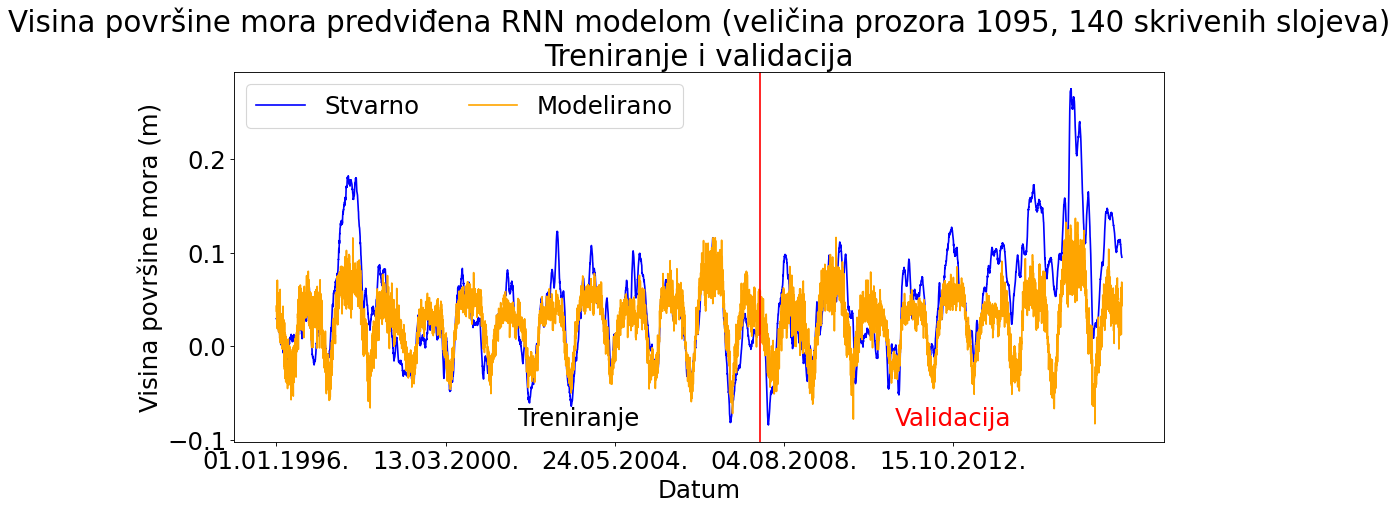 Visina površine mora predviđena RNN modelom (veličina prozora 1095, 140 skrivenih slojeva)
Treniranje i validacija
Stvarno
Modelirano
Visina površine mora (m)
0.2
0.1
0.0
−0.1
Treniranje
Validacija
01.01.1996.
13.03.2000.
24.05.2004.
04.08.2008.
15.10.2012.
Datum